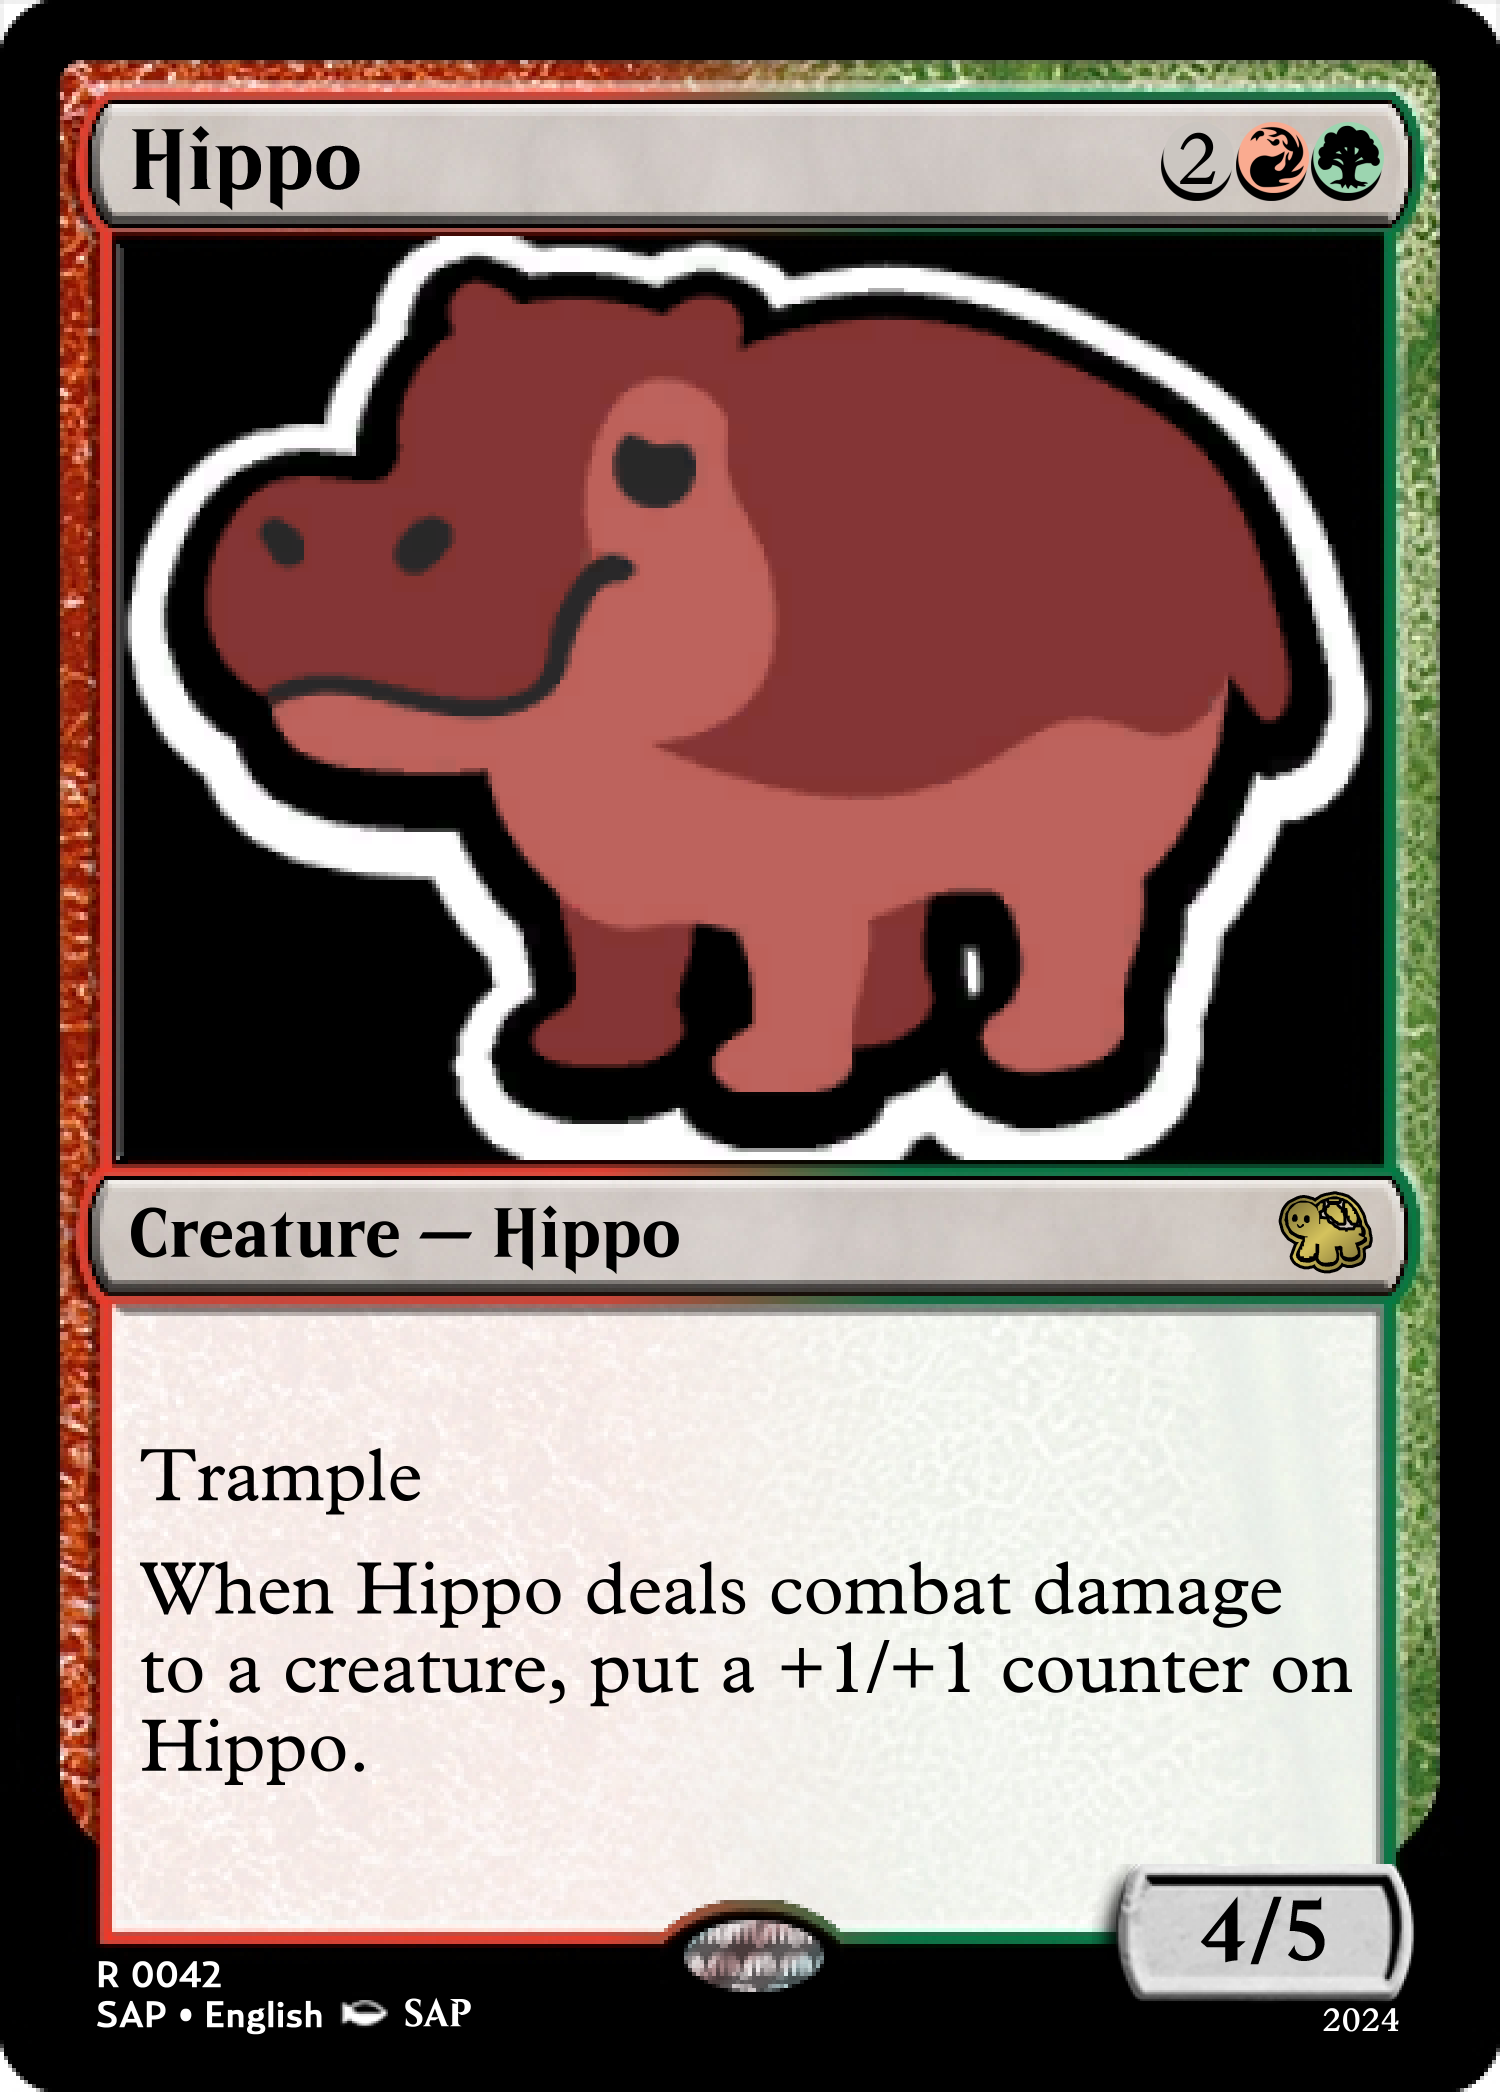 Hippo 2
Creature — Hippo
Trample
When Hippo deals combat damage
to a creature, put a +1/+1 counter on
Hippo.
4/5
R 0042
SAP • English SAP
2024